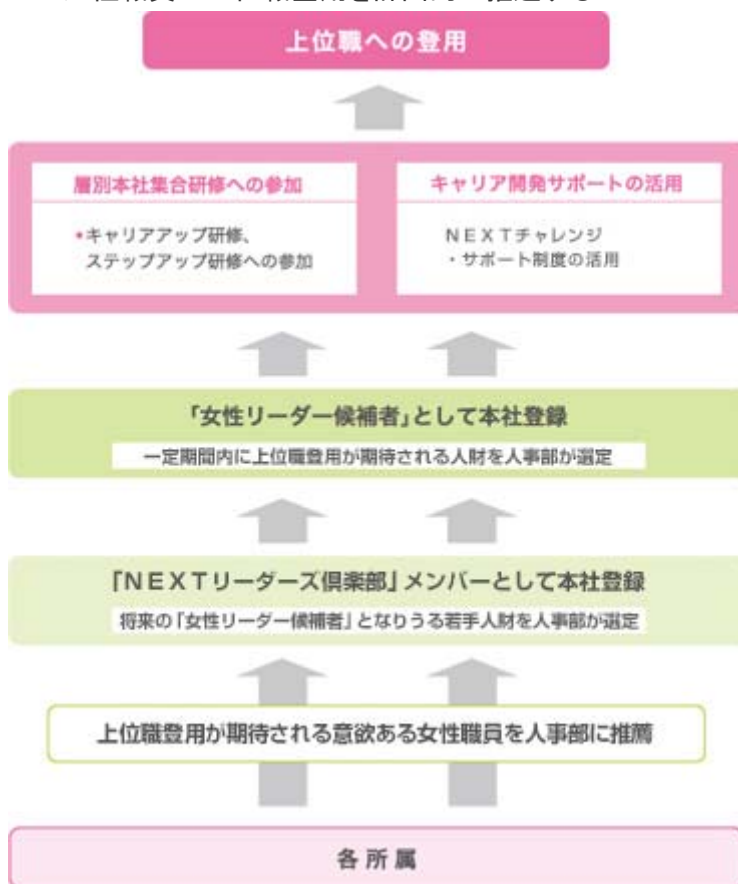 上位職への登用
層別本社集合研修への参加
•キャリアアップ研修、
ステップアップ研修への参加
キャリア開発サポートの活用
NEXTチャレンジ
・サポート制度の活用
「女性リーダー候補者」として本社登録
一定期間内に上位職登用が期待される人財を人事部が選定
「NEXTリーダーズ倶楽部」メンバーとして本社登録
将来の「女性リーダー候補者」となりうる若手人財を人事部が選定
上位職登用が期待される意欲ある女性職員を人事部に推薦
各所属